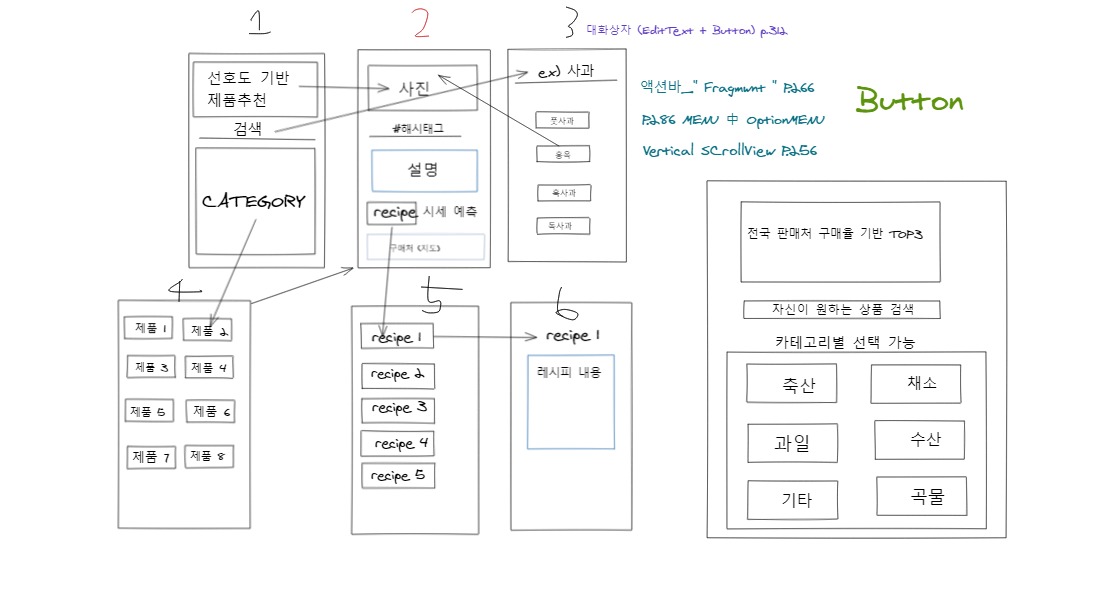 1
선호도 기반
제품추천
검색
CATEGORY
2
사진
#해시태그
설명
recipe 시세 예측
구매처 (지도)
3
ex) 사과
풋사과
홍옥
옥사과
독사과
대화상자 (EditText + Button) p.312
액션바_" Fragmunt " P.266
P.286 MENU 中 OptionMENU
Vertical SCrollView P.256
Button
4
제품 1
제품 2
제품 3
제품 4
제품 5
제품 6
제품 7
제품 8
5
recipe 1
recipe 2
recipe 3
recipe 4
recipe 5
6
recipe 1
레시피 내용
전국 판매처 구매율 기반 TOP3
자신이 원하는 상품 검색
카테고리별 선택 가능
축산
채소
과일
수산
기타
곡물